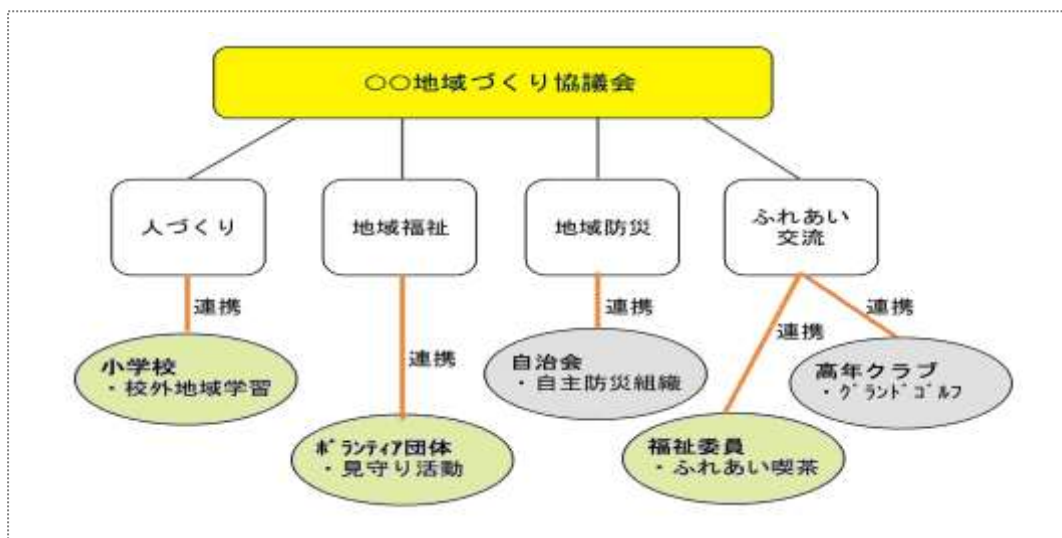 ○○地域づくり協議会
人づくり
地域福祉
地域防災
ふれあい
交流
連携
連携
連携
連携
連携
小学校
・校外地域学習
ﾎﾞﾗﾝﾃｨｱ団体
・見守り活動
自治会
・自主防災組織
福祉委員
・ふれあい喫茶
高年クラブ
・ｸﾞﾗﾝﾄﾞｺﾞﾙﾌ